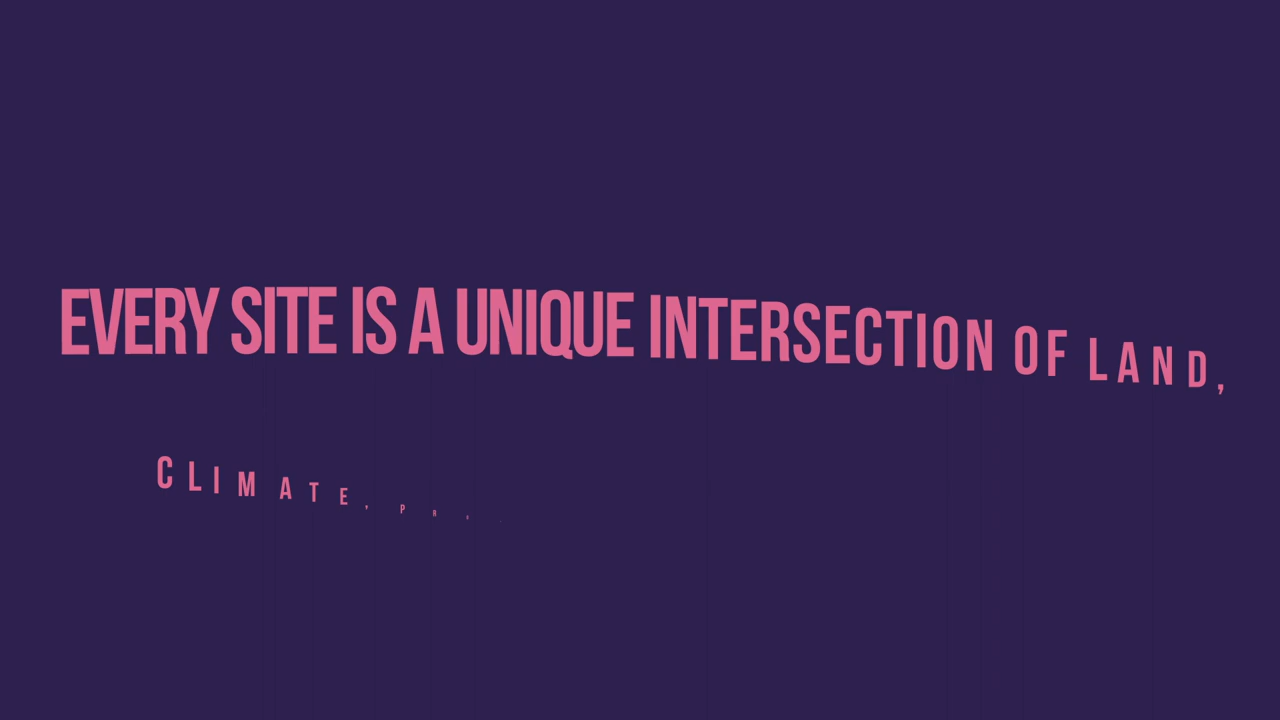 EVERY SITE IS A UNIQUE INTERSECTION OF LAND,
CLIMATE,